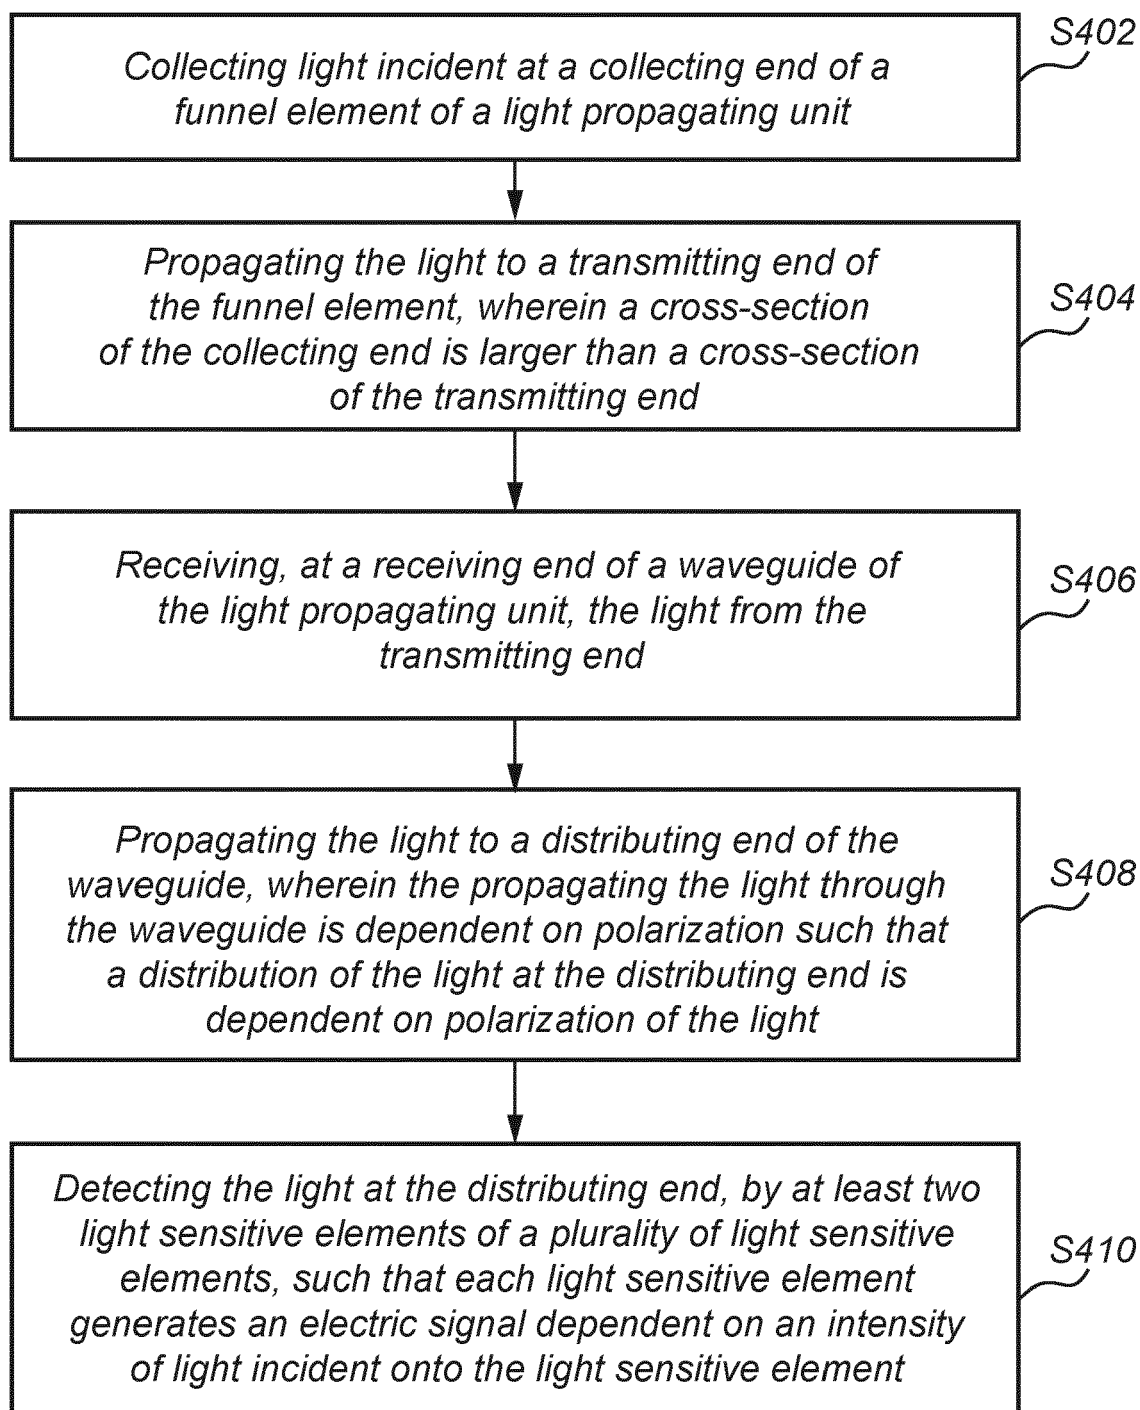 S402
Collecting light incident at a collecting end of a
funnel element of a light propagating unit
Propagating the light to a transmitting end of
the funnel element, wherein a cross-section
of the collecting end is larger than a cross-section
of the transmitting end
S404
Receiving, at a receiving end of a waveguide of
the light propagating unit, the light from the
transmitting end
S406
Propagating the light to a distributing end of the
waveguide, wherein the propagating the light through
the waveguide is dependent on polarization such that
a distribution of the light at the distributing end is
dependent on polarization of the light
S408
Detecting the light at the distributing end, by at least two
light sensitive elements of a plurality of light sensitive
elements, such that each light sensitive element
generates an electric signal dependent on an intensity
of light incident onto the light sensitive element
S410